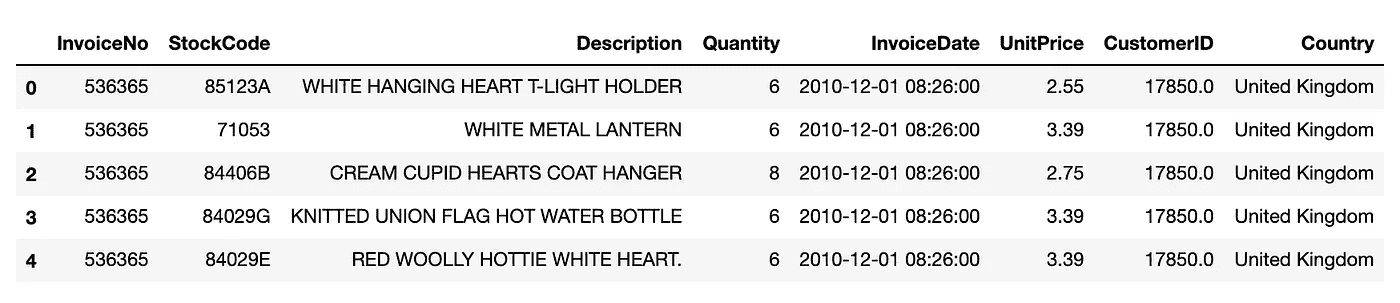 InvoiceNo StockCode Description Quantity InvoiceDate UnitPrice CustomerID Country
0 536365 85123A WHITE HANGING HEART T-LIGHT HOLDER 6 2010-12-01 08:26:00 2.55 17850.0 United Kingdom
1 536365 71053 WHITE METAL LANTERN 6 2010-12-01 08:26:00 3.39 17850.0 United Kingdom
2 536365 84406B CREAM CUPID HEARTS COAT HANGER 8 2010-12-01 08:26:00 2.75 17850.0 United Kingdom
3 536365 84029G KNITTED UNION FLAG HOT WATER BOTTLE 6 2010-12-01 08:26:00 3.39 17850.0 United Kingdom
4 536365 84029E RED WOOLLY HOTTIE WHITE HEART. 6 2010-12-01 08:26:00 3.39 17850.0 United Kingdom